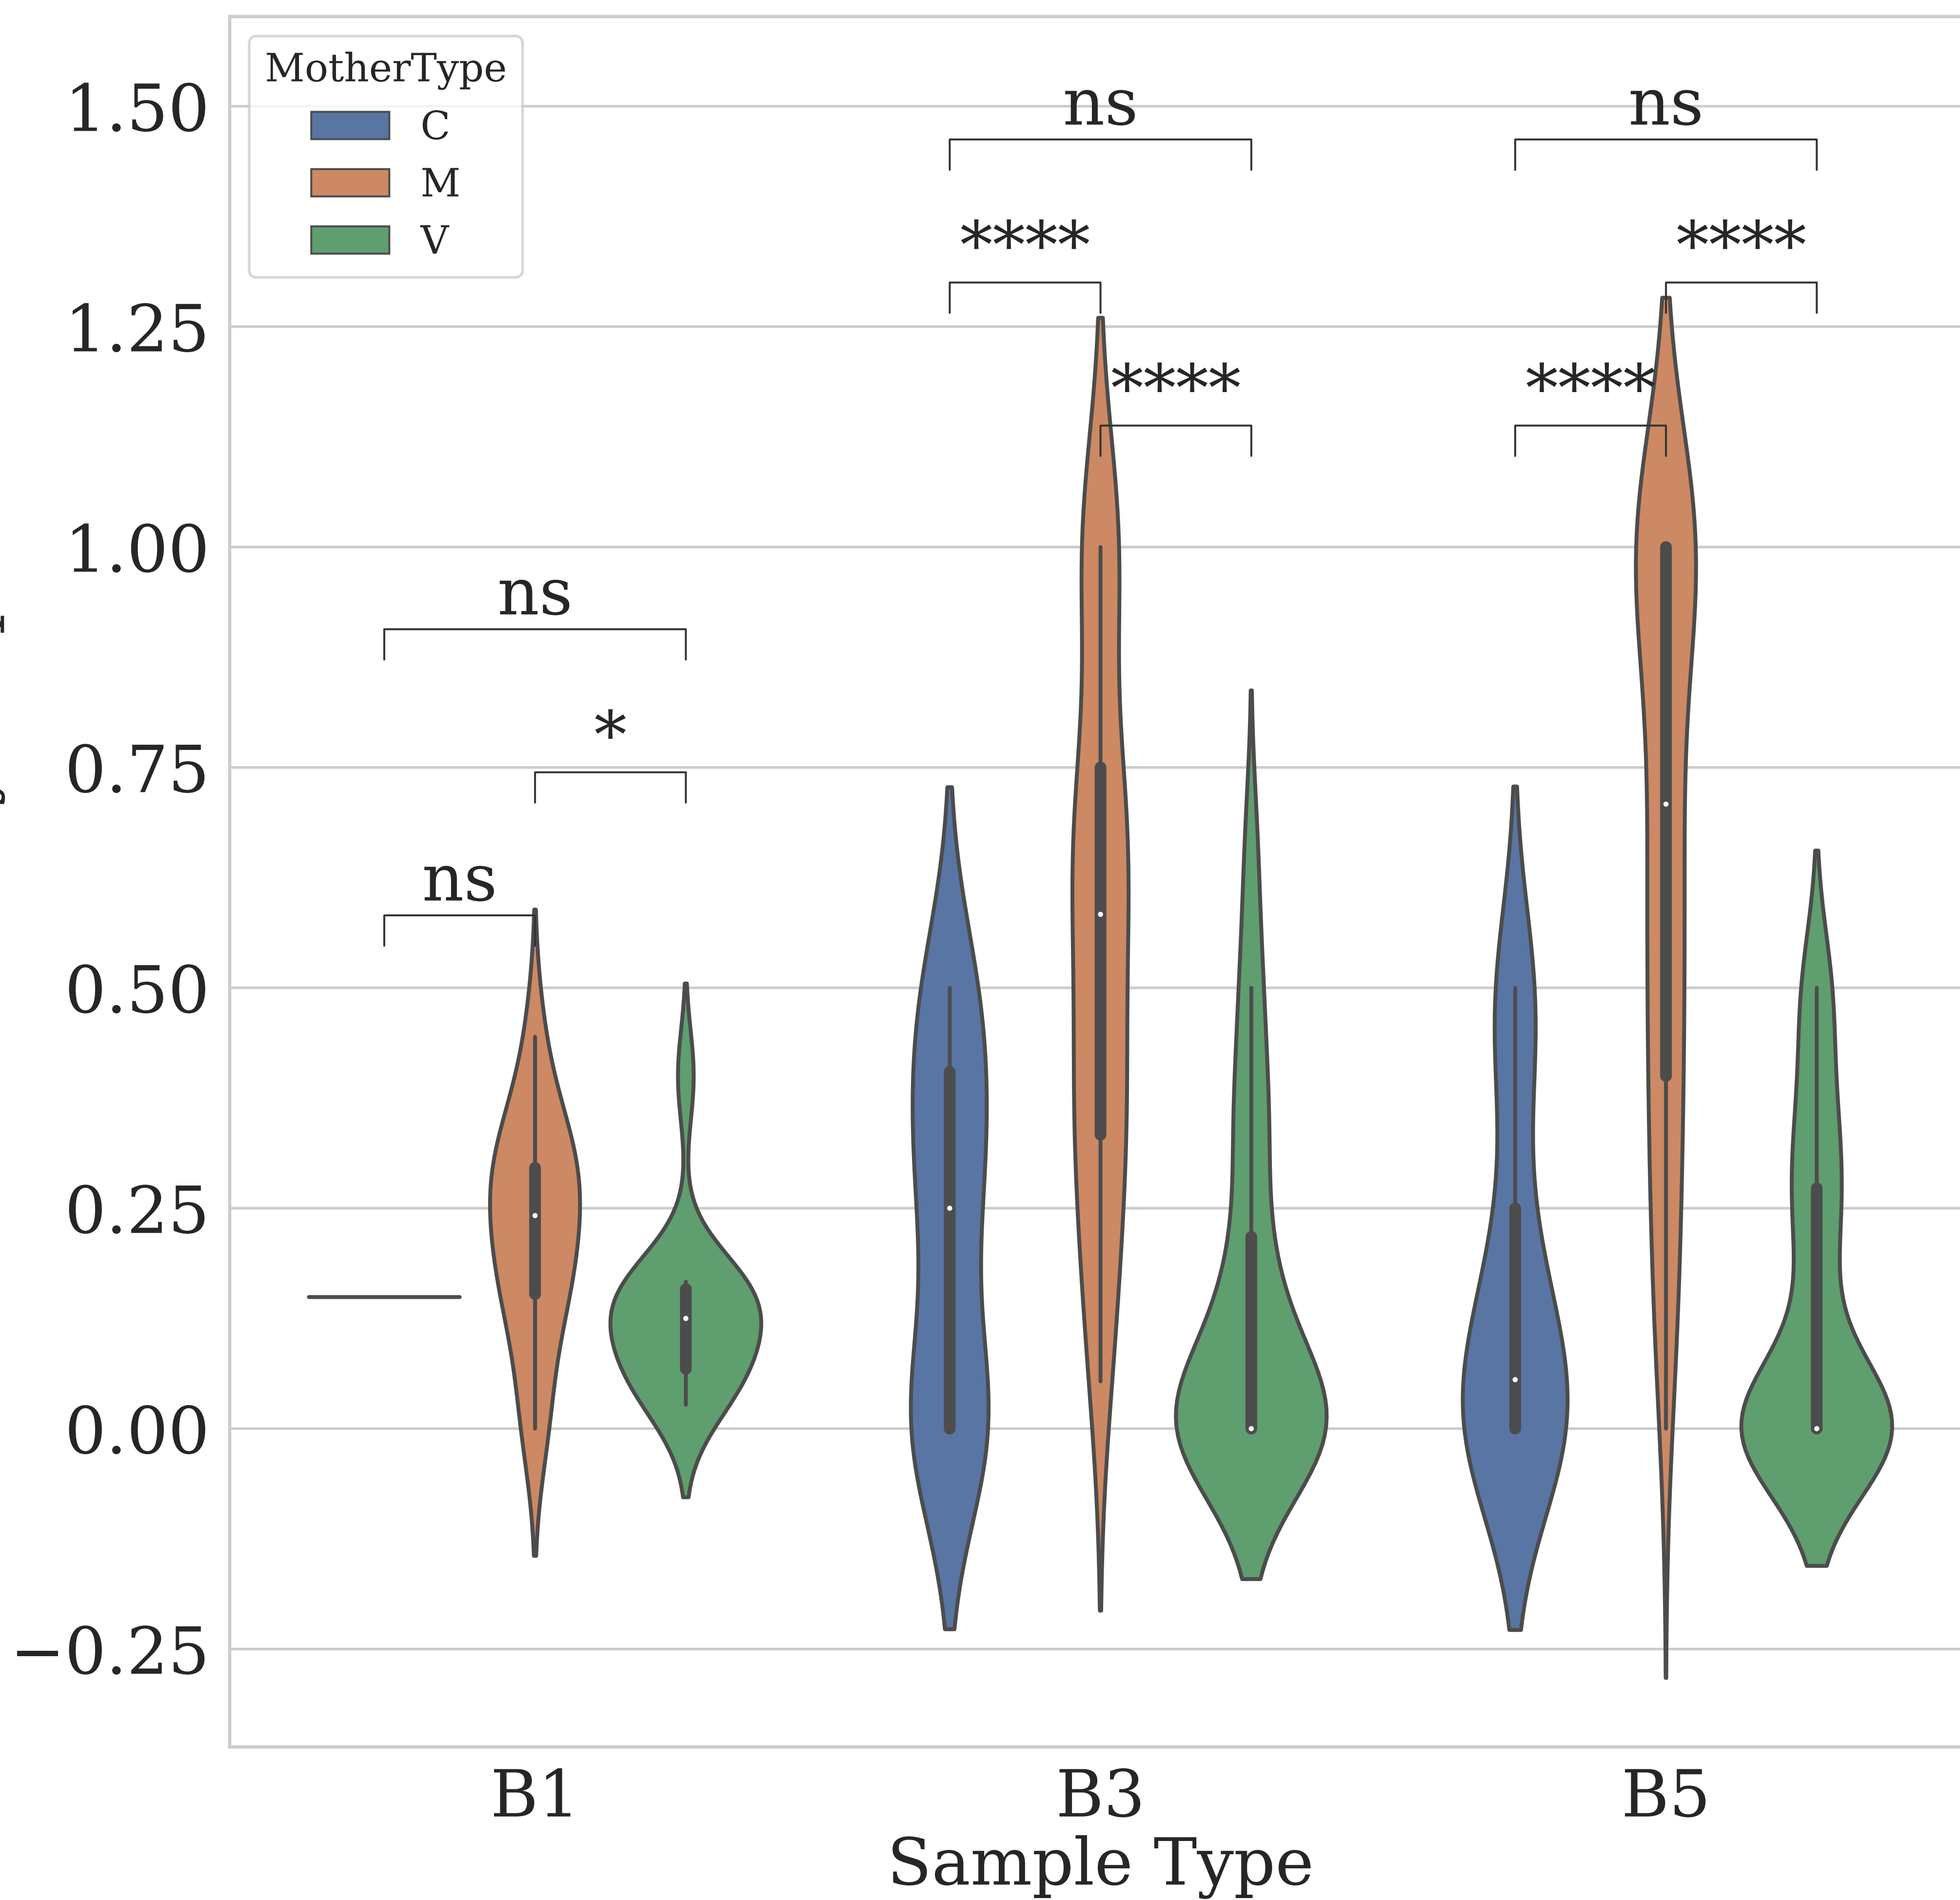 MotherType
C
M
V
1.50
1.25
1.00
0.75
0.50
0.25
0.00
−0.25
ns
ns
****
****
****
****
ns
*
ns
B1
B3
B5
Sample Type